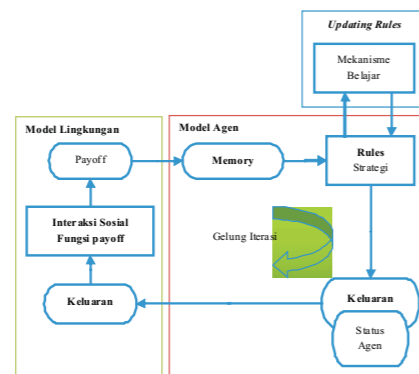 Updating Rules
Mekanisme
Belajar
Model Lingkungan
Model Agen
Payoff
Memory
Rules
Strategi
Interaksi Sosial
Fungsi payoff
Gelung Iterasi
Keluaran
Keluaran
Status
Agen